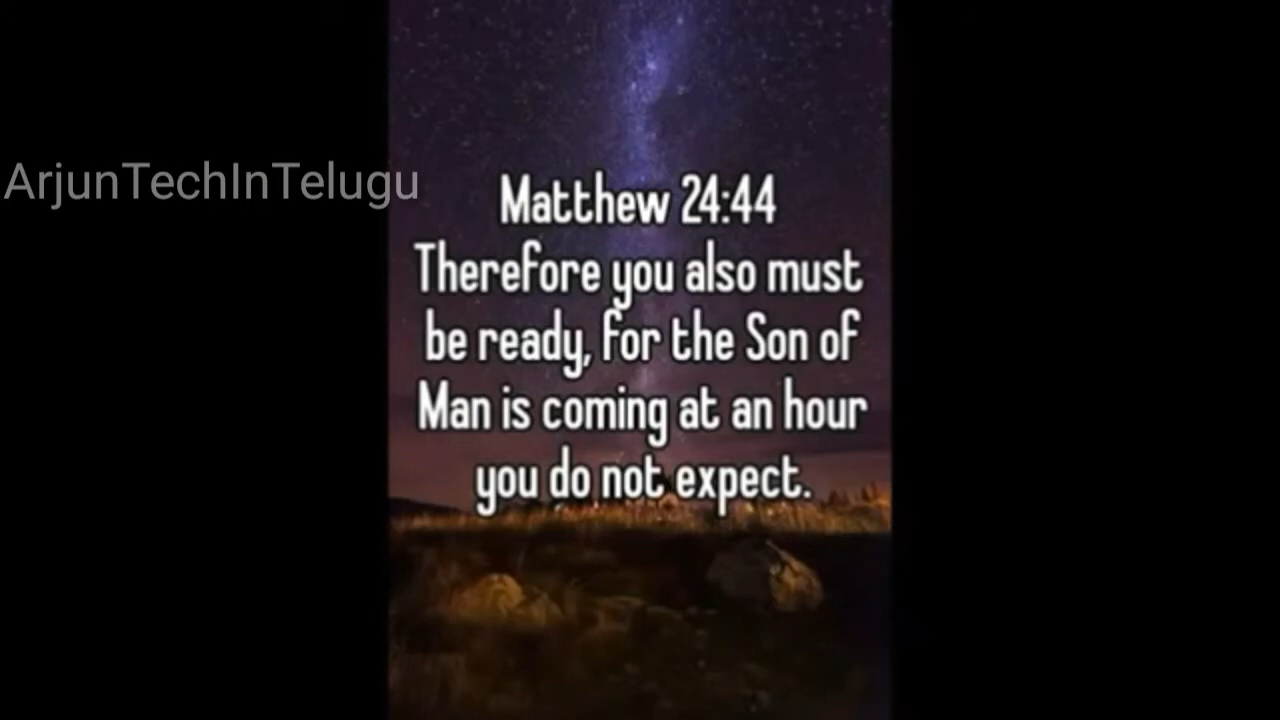 ArjunTechInTelugu
Matthew 24:44
Therefore you also must
be ready, for the Son of
Man is coming at an hour
you do not expect.